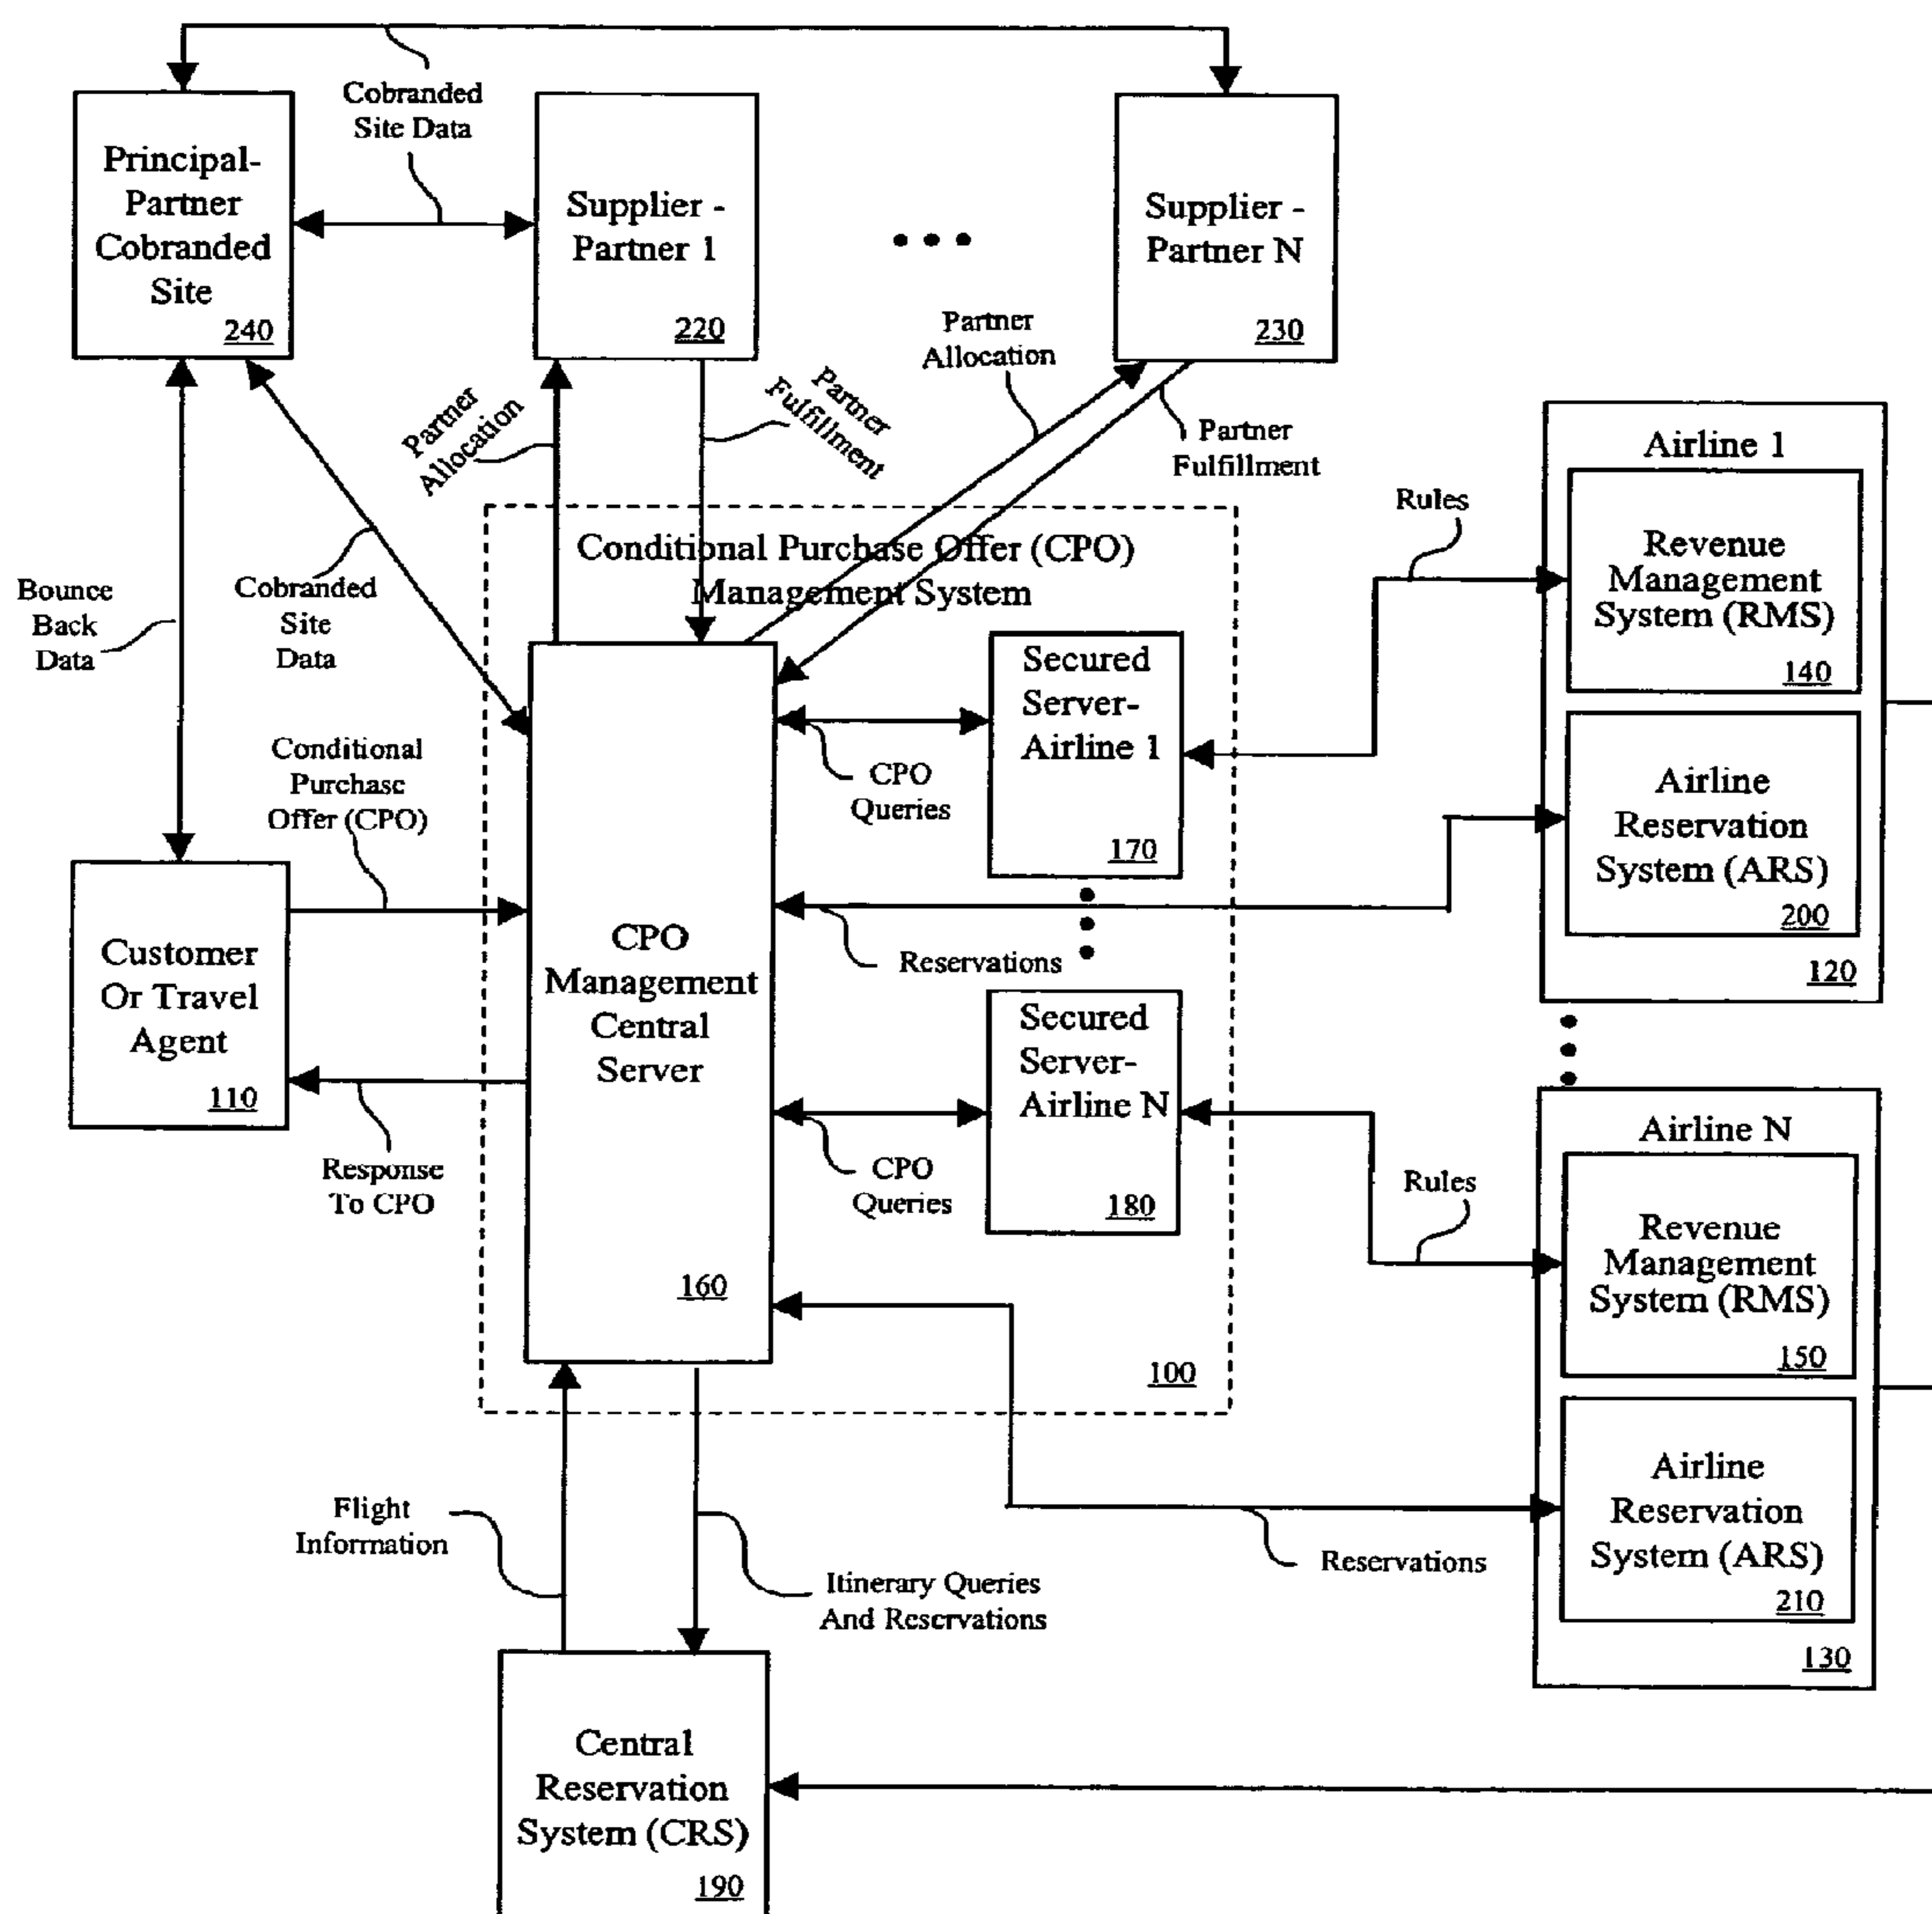 Cobranded
Site Data
Principal-
Partner
Cobranded
Site
240
Supplier -
Partner 1
220
Supplier -
Partner N
230
Partner
Allocation
Partner
Fulfillment
Partner
Allocation
Partner
Fulfillment
Bounce
Back
Data
Cobranded
Site
Data
Conditional Purchase Offer (CPO)
Management System
Conditional
Purchase
Offer (CPO)
Customer
Or Travel
Agent
110
Response
To CPO
CPO
Management
Central
Server
160
Secured
Server-
Airline 1
170
CPO
Queries
Reservations
Secured
Server-
Airline N
180
CPO
Queries
100
Rules
Airline 1
Revenue
Management
System (RMS)
140
Airline
Reservation
System (ARS)
200
120
Rules
Airline N
Revenue
Management
System (RMS)
150
Airline
Reservation
System (ARS)
210
130
Reservations
Flight
Information
Itinerary Queries
And Reservations
Central
Reservation
System (CRS)
190